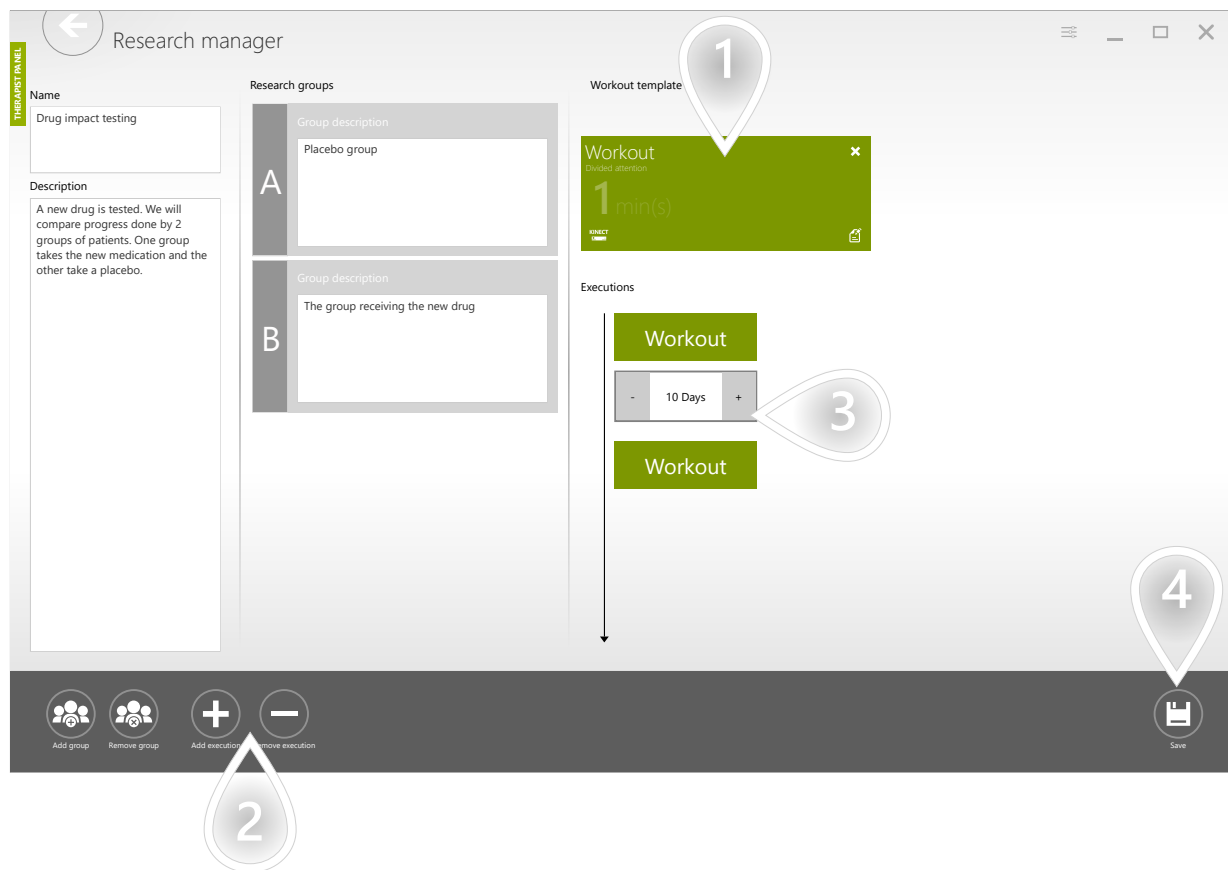 Research manager
THERAPIST PANEL
Name
Drug impact testing
Description
A new drug is tested. We will
compare progress done by 2
groups of patients. One group
takes the new medication and the
other take a placebo.
Research groups
A
Group description
Placebo group
B
Group description
The group receiving the new drug
Workout template
1
Workout
Divided attention
1 min(s)
KINECT
Executions
Workout
- 10 Days +
3
Workout
4
Add group
Remove group
Add execution
emove execution
Save
2